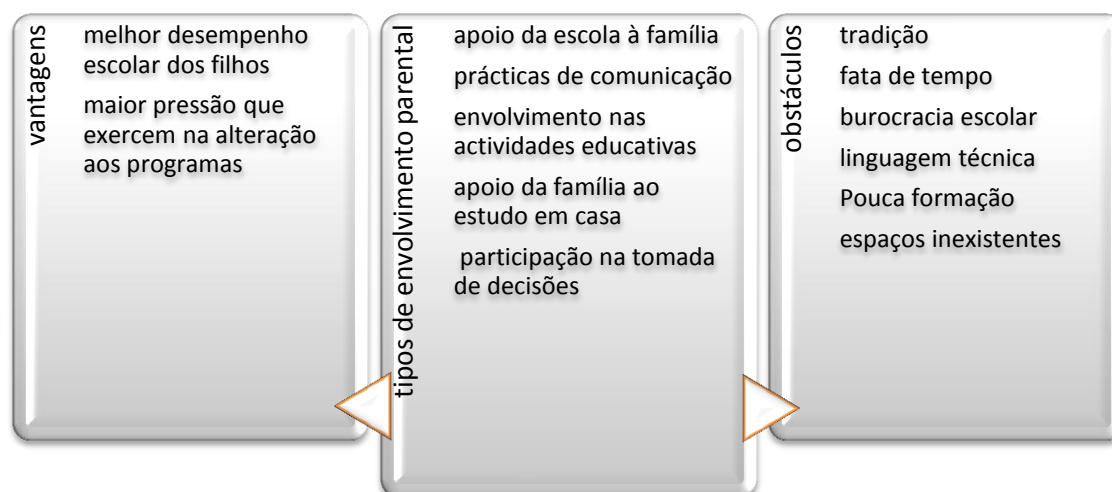 vantagens
melhor desempenho
escolar dos filhos
maior pressão que
exercem na alteração
aos programas
tipos de envolvimento parental
apoio da escola à família
prácticas de comunicação
envolvimento nas
actividades educativas
apoio da família ao
estudo em casa
participação na tomada
de decisões
obstáculos
tradição
fata de tempo
burocracia escolar
linguagem técnica
Pouca formação
espaços inexistentes